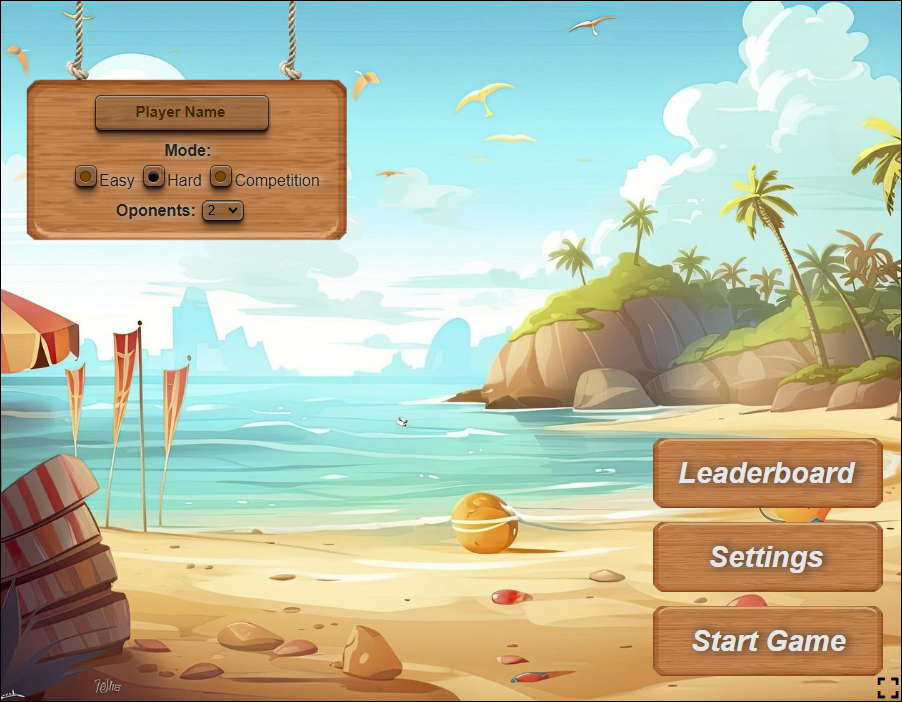 Player Name
Mode:
Easy Hard Competition
Oponents: 2
Leaderboard
Settings
Start Game